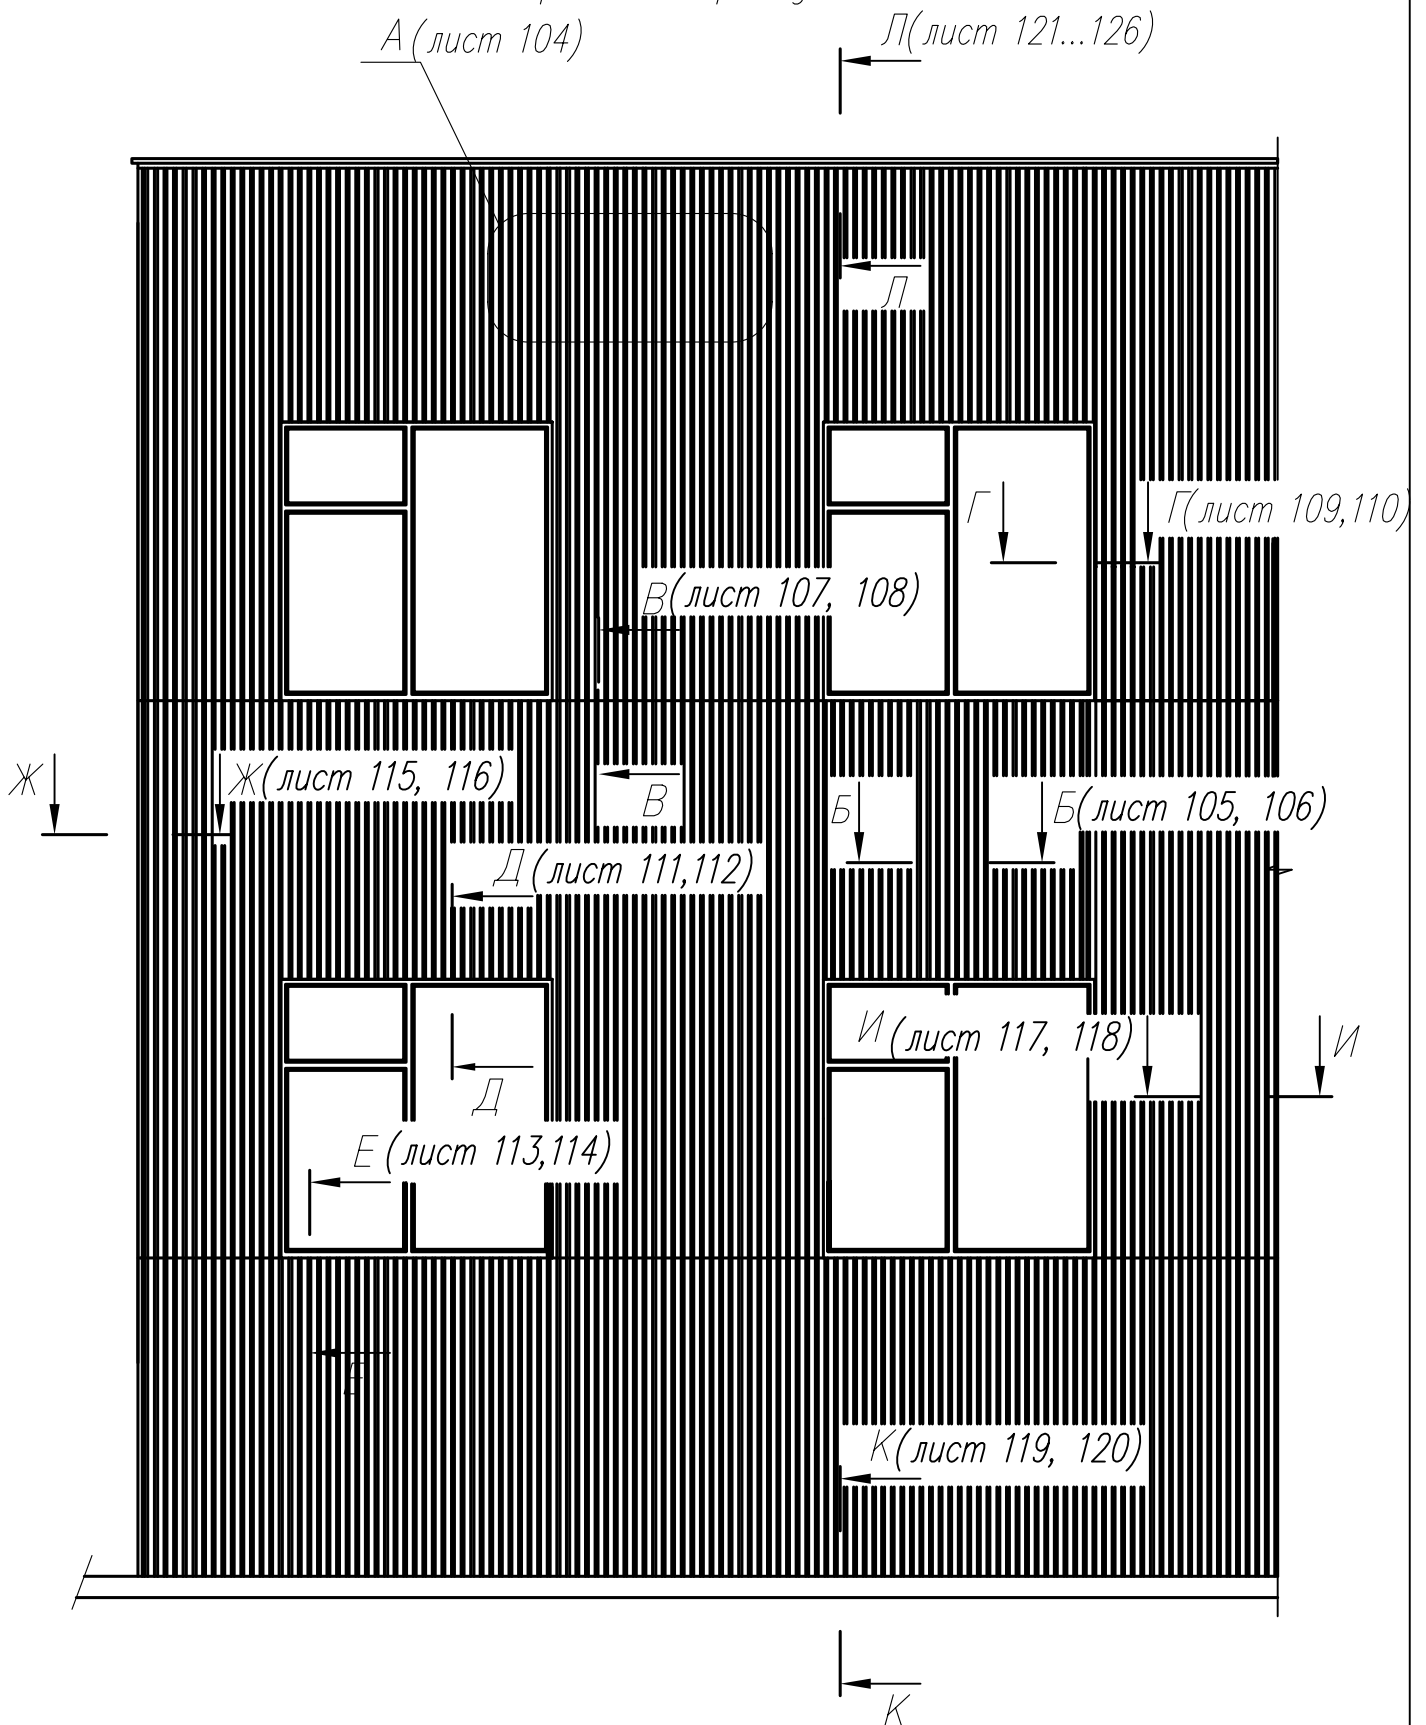 А (лист 104)
Л(лист 121...126)
Л
Г
Г(лист 109,110)
В(лист 107, 108)
Ж
Ж(лист 115, 116)
В
Б
Б(лист 105, 106)
Д (лист 111,112)
И (лист 117, 118)
И
Д
Е (лист 113,114)
Е
К(лист 119, 120)
К